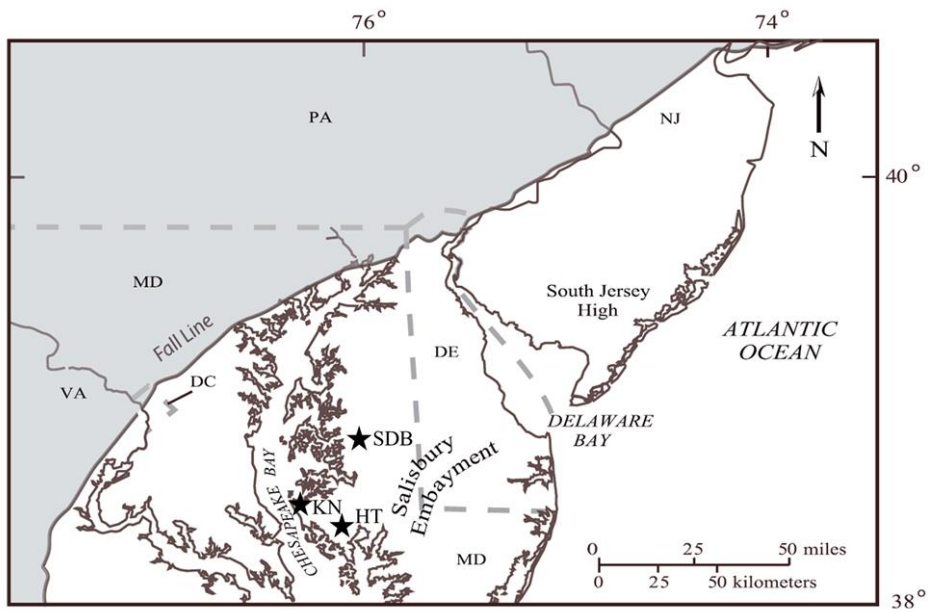 76° 74°
PA
NJ
N
40°
MD
South Jersey
High
Fall Line
ATLANTIC
OCEAN
DE
VA
DC
DELAWARE
BAY
SDB
Salisbury
Embayment
CHESAPEAKE BAY
KN
HT
MD
0 25 50 miles
0 25 50 kilometers
38°